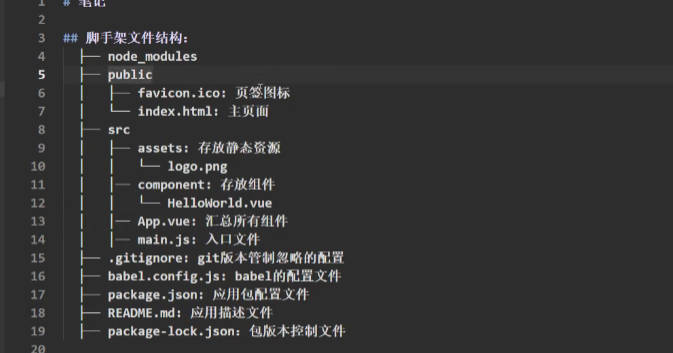 1 # 笔记
2
3 ## 脚手架文件结构:
4 ├── node_modules
5 ├── public
6 │   ├── favicon.ico: 页签图标
7 │   └── index.html: 主页面
8 ├── src
9 │   ├── assets: 存放静态资源
10 │   │   └── logo.png
11 │   ├── component: 存放组件
12 │   │   └── HelloWorld.vue
13 │   ├── App.vue: 汇总所有组件
14 │   ├── main.js: 入口文件
15 ├── .gitignore: git版本管制忽略的配置
16 ├── babel.config.js: babel的配置文件
17 ├── package.json: 应用包配置文件
18 ├── README.md: 应用描述文件
19 ├── package-lock.json: 包版本控制文件
20